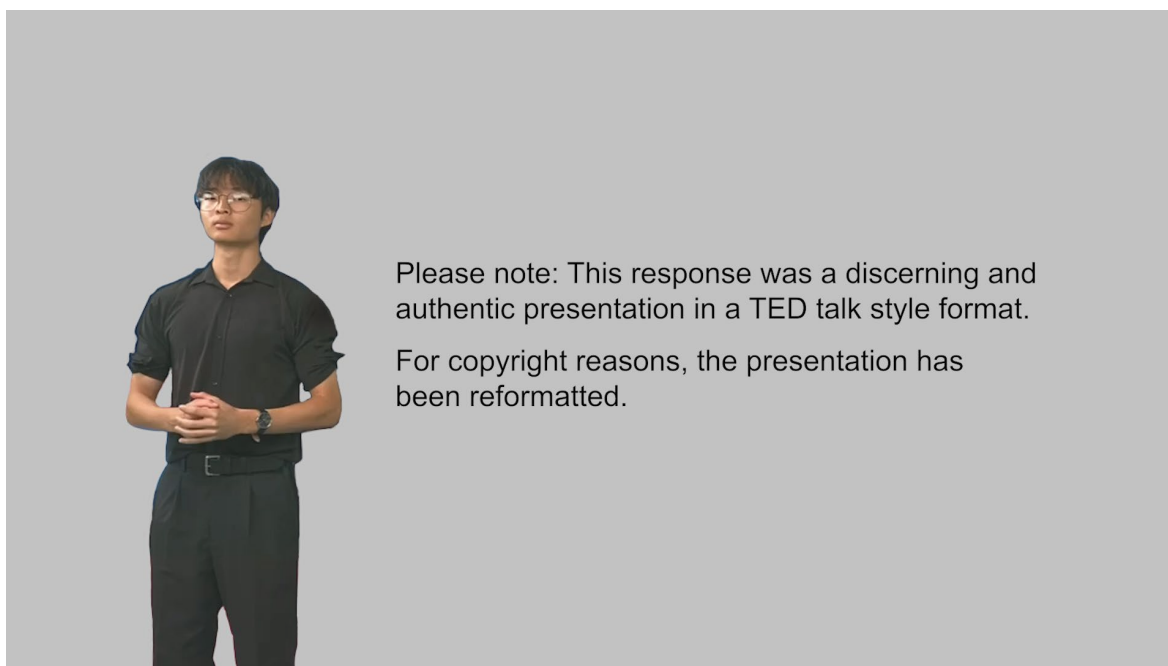 Please note: This response was a discerning and
authentic presentation in a TED talk style format.
For copyright reasons, the presentation has
been reformatted.